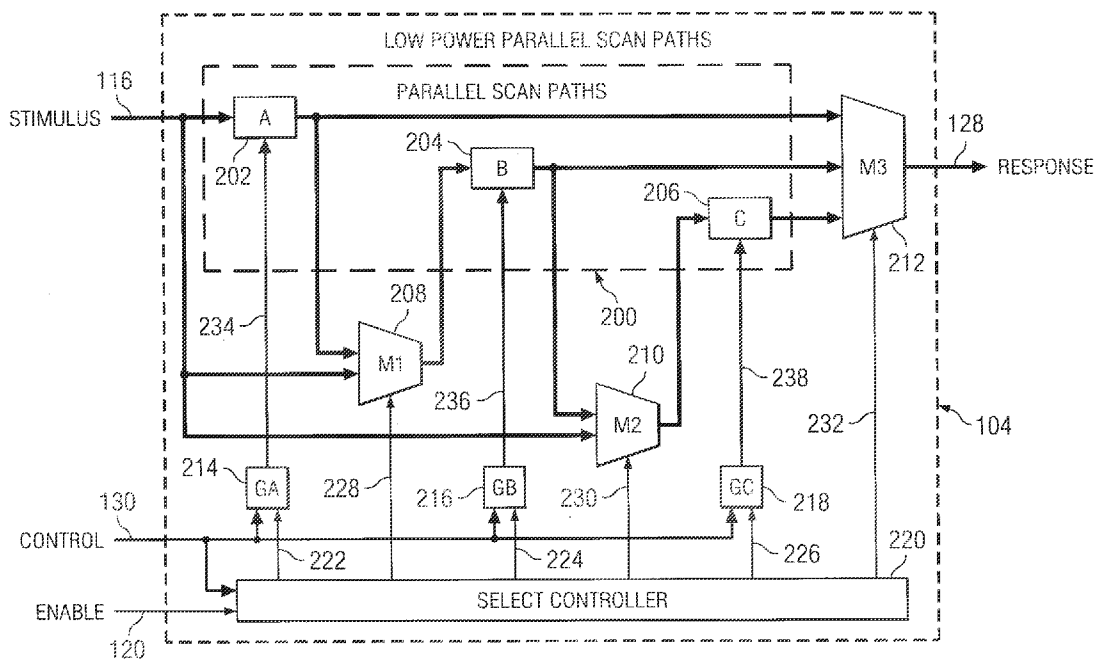 LOW POWER PARALLEL SCAN PATHS
116
PARALLEL SCAN PATHS
STIMULUS
A
202
204
B
128
M3
RESPONSE
206
C
212
200
208
234
M1
210
238
236
M2
232
104
214
GA
228
216
GB
230
GC
218
130
CONTROL
222
224
226
220
SELECT CONTROLLER
ENABLE
120